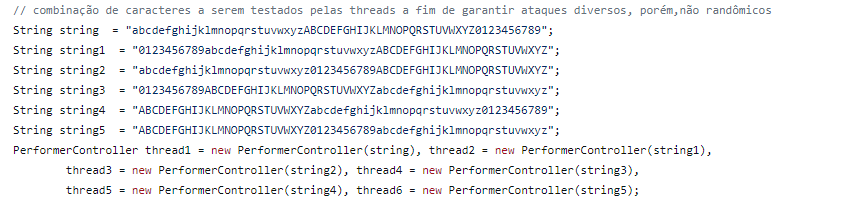 // combinação de caracteres a serem testados pelas threads a fim de garantir ataques diversos, porém,não randômicos
String string  = "abcdefghijklmnopqrstuvwxyzABCDEFGHIJKLMNOPQRSTUVWXYZ0123456789";
String string1  = "0123456789abcdefghijklmnopqrstuvwxyzABCDEFGHIJKLMNOPQRSTUVWXYZ";
String string2  = "abcdefghijklmnopqrstuvwxyz0123456789ABCDEFGHIJKLMNOPQRSTUVWXYZ";
String string3  = "0123456789ABCDEFGHIJKLMNOPQRSTUVWXYZabcdefghijklmnopqrstuvwxyz";
String string4  = "ABCDEFGHIJKLMNOPQRSTUVWXYZabcdefghijklmnopqrstuvwxyz0123456789";
String string5  = "ABCDEFGHIJKLMNOPQRSTUVWXYZ0123456789abcdefghijklmnopqrstuvwxyz";
PerformerController thread1 = new PerformerController(string), thread2 = new PerformerController(string1),
thread3 = new PerformerController(string2), thread4 = new PerformerController(string3),
thread5 = new PerformerController(string4), thread6 = new PerformerController(string5);